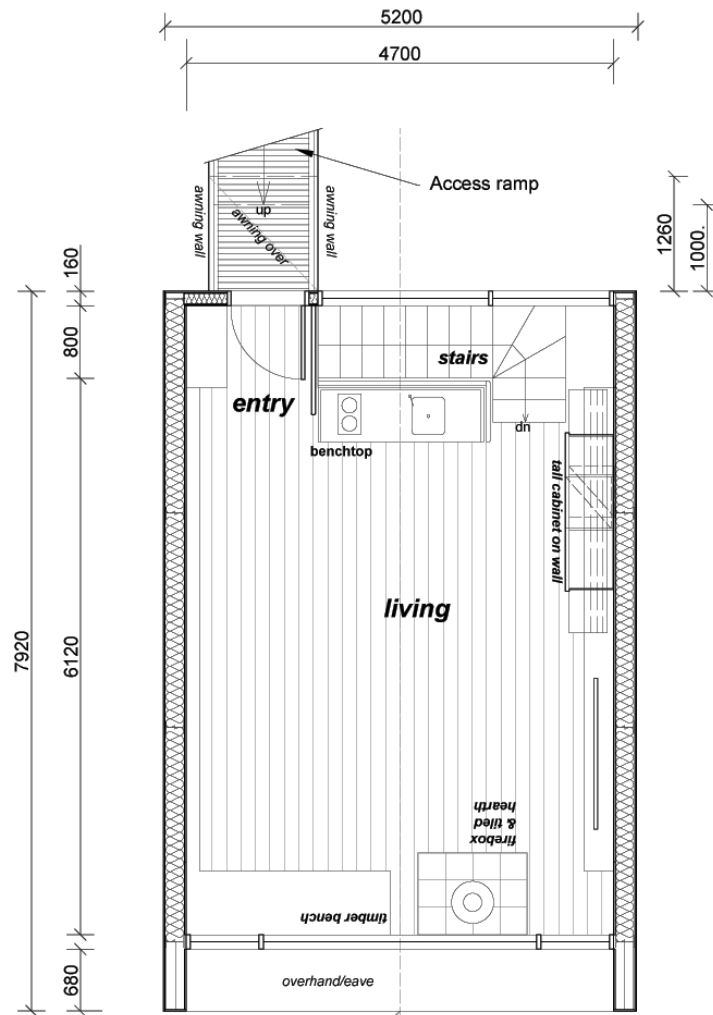 5200
4700
Access ramp
awning wall
up
awning over
awning wall
1260
1000.
160
800
stairs
entry
dn
benchtop
tall cabinet on wall
living
7920
6120
firebox
& tiled
hearth
timber bench
680
overhand/eave